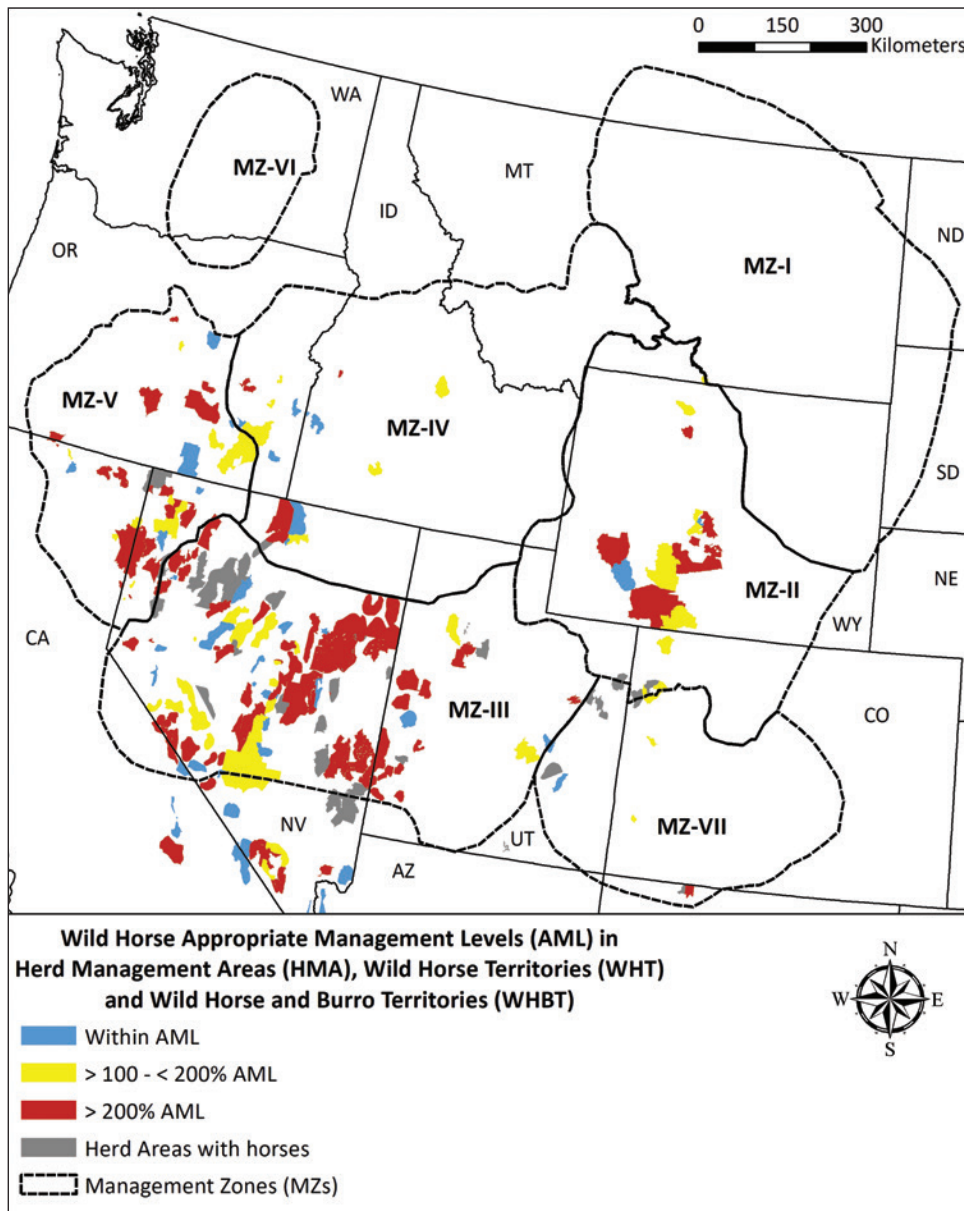 0 150 300
Kilometers
WA
MZ-VI
MT
ID
ND
OR
MZ-I
MZ-V
MZ-IV
SD
NE
MZ-II
WY
CA
MZ-III
CO
NV
UT
MZ-VII
AZ
Wild Horse Appropriate Management Levels (AML) in
Herd Management Areas (HMA), Wild Horse Territories (WHT)
and Wild Horse and Burro Territories (WHBT)
Within AML
> 100 - < 200% AML
> 200% AML
Herd Areas with horses
Management Zones (MZs)
N
W E
S